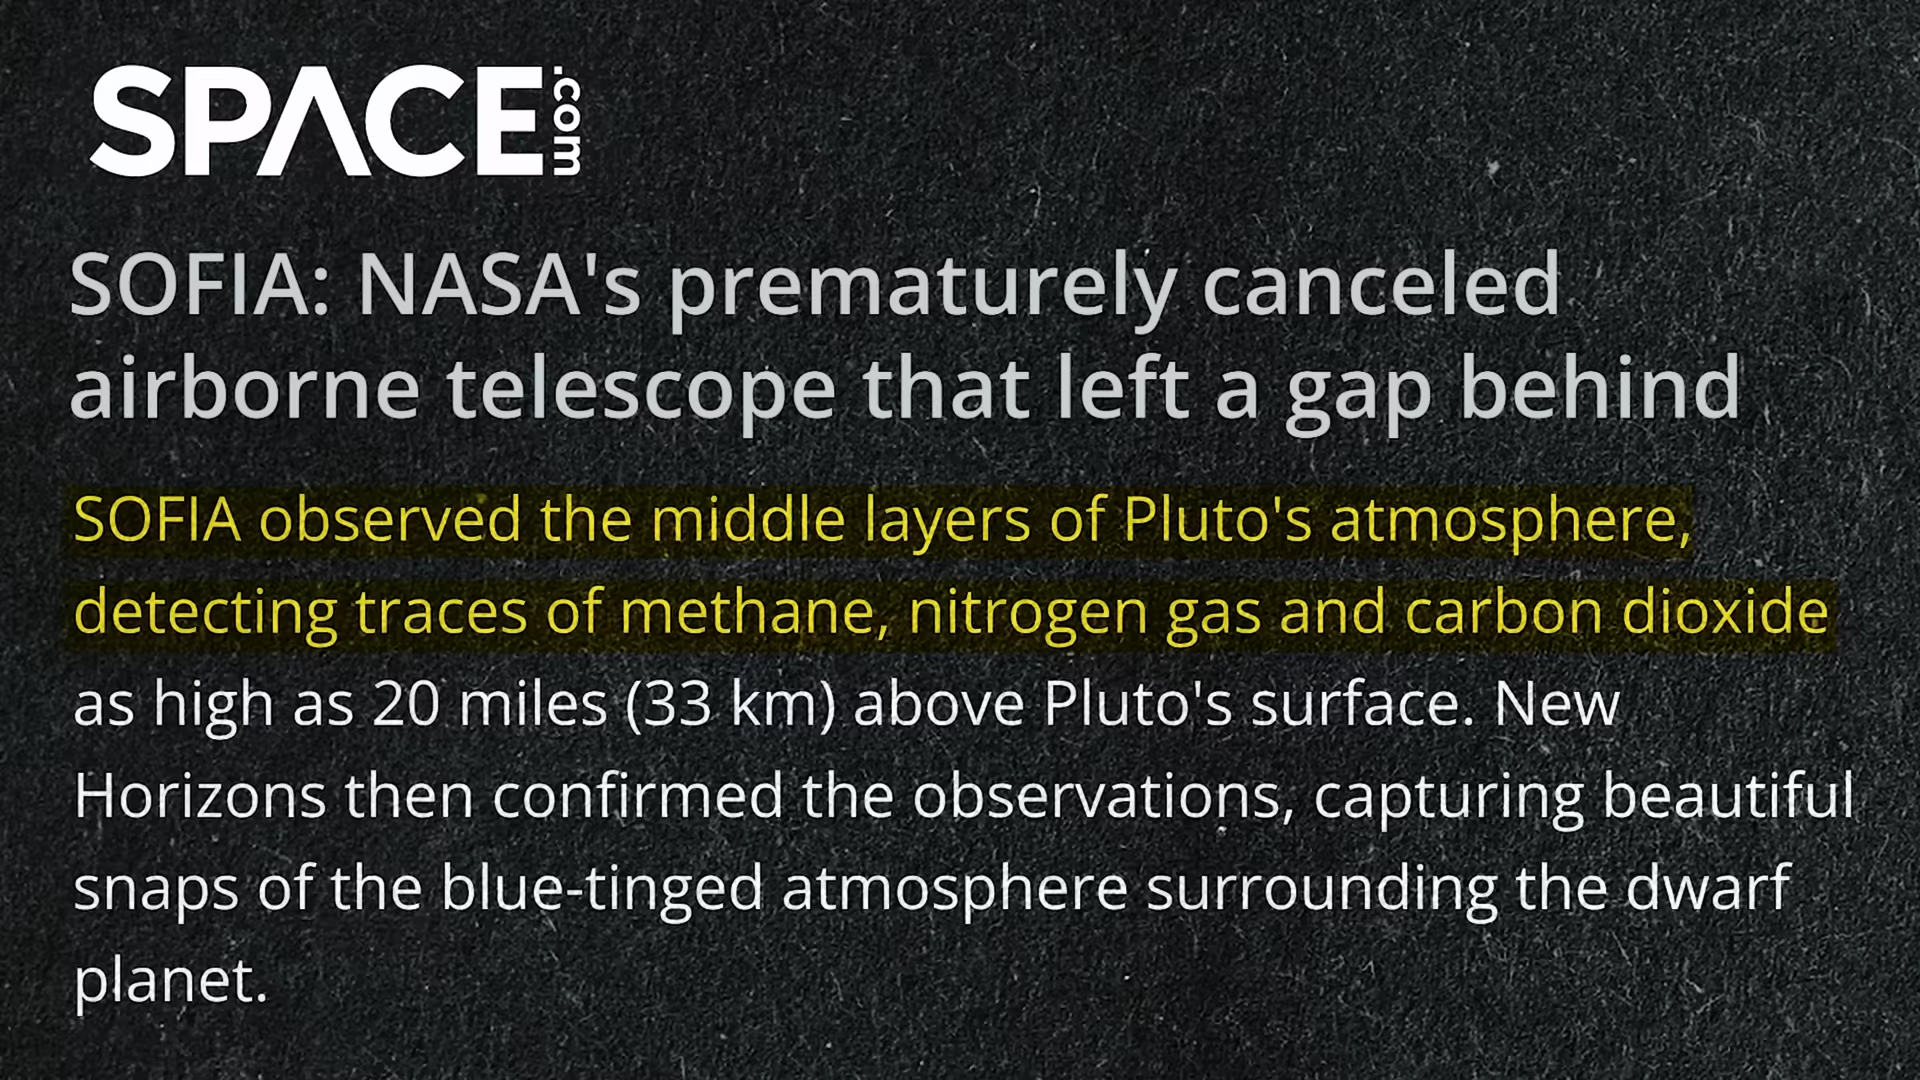 SPACE.com
SOFIA: NASA's prematurely canceled
airborne telescope that left a gap behind
SOFIA observed the middle layers of Pluto's atmosphere,
detecting traces of methane, nitrogen gas and carbon dioxide
as high as 20 miles (33 km) above Pluto's surface. New
Horizons then confirmed the observations, capturing beautiful
snaps of the blue-tinged atmosphere surrounding the dwarf
planet.